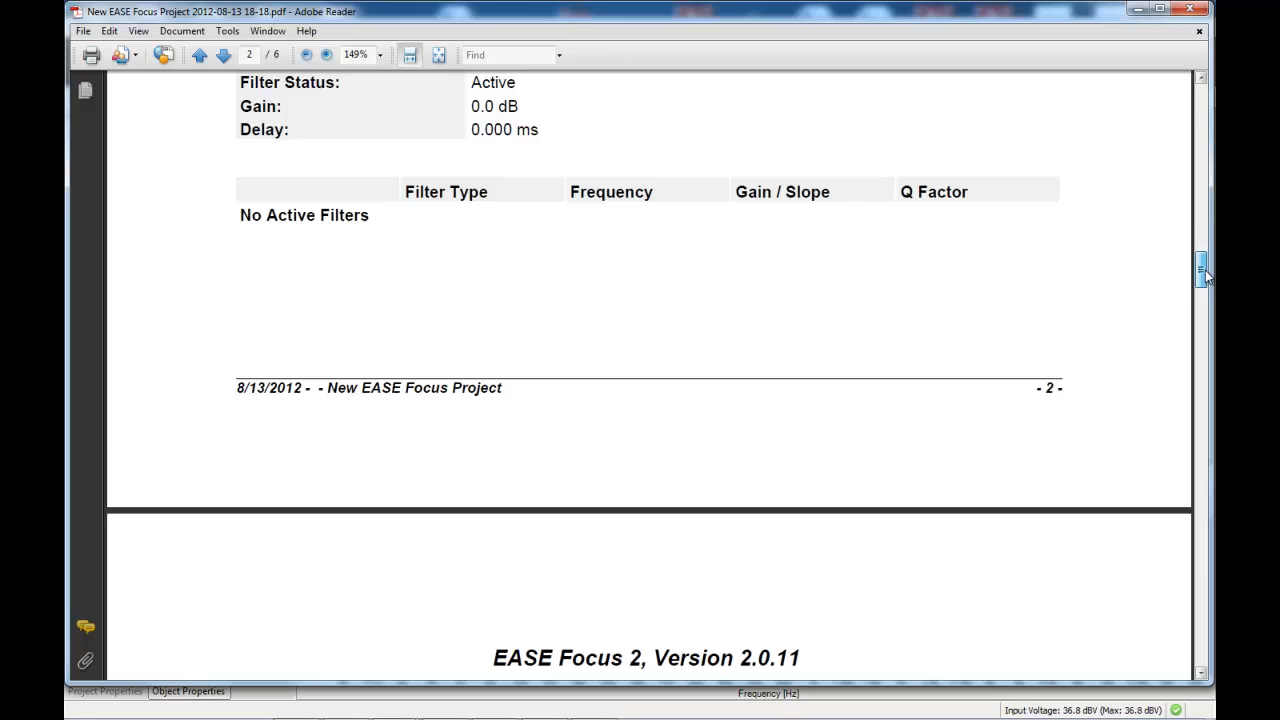 New EASE Focus Project 2012-08-13 18-18.pdf - Adobe Reader
File Edit View Document Tools Window Help
2 / 6 149% Find
Filter Status: Active
Gain: 0.0 dB
Delay: 0.000 ms
Filter Type Frequency Gain / Slope Q Factor
No Active Filters
8/13/2012 - - New EASE Focus Project - 2 -
EASE Focus 2, Version 2.0.11
Project Properties Object Properties Frequency [Hz]
Input Voltage: 36.8 dBV (Max: 36.8 dBV)